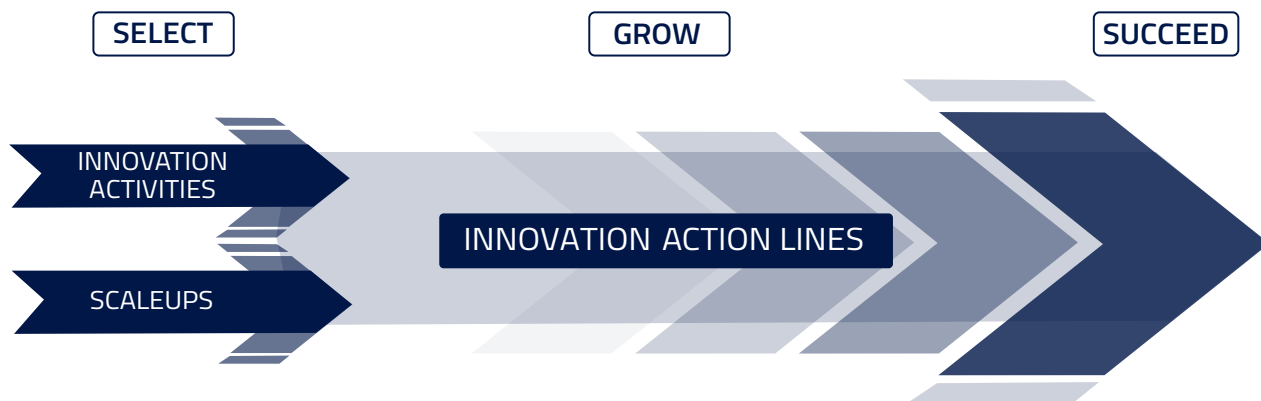 SELECT
GROW
SUCCEED
INNOVATION
ACTIVITIES
INNOVATION ACTION LINES
SCALEUPS